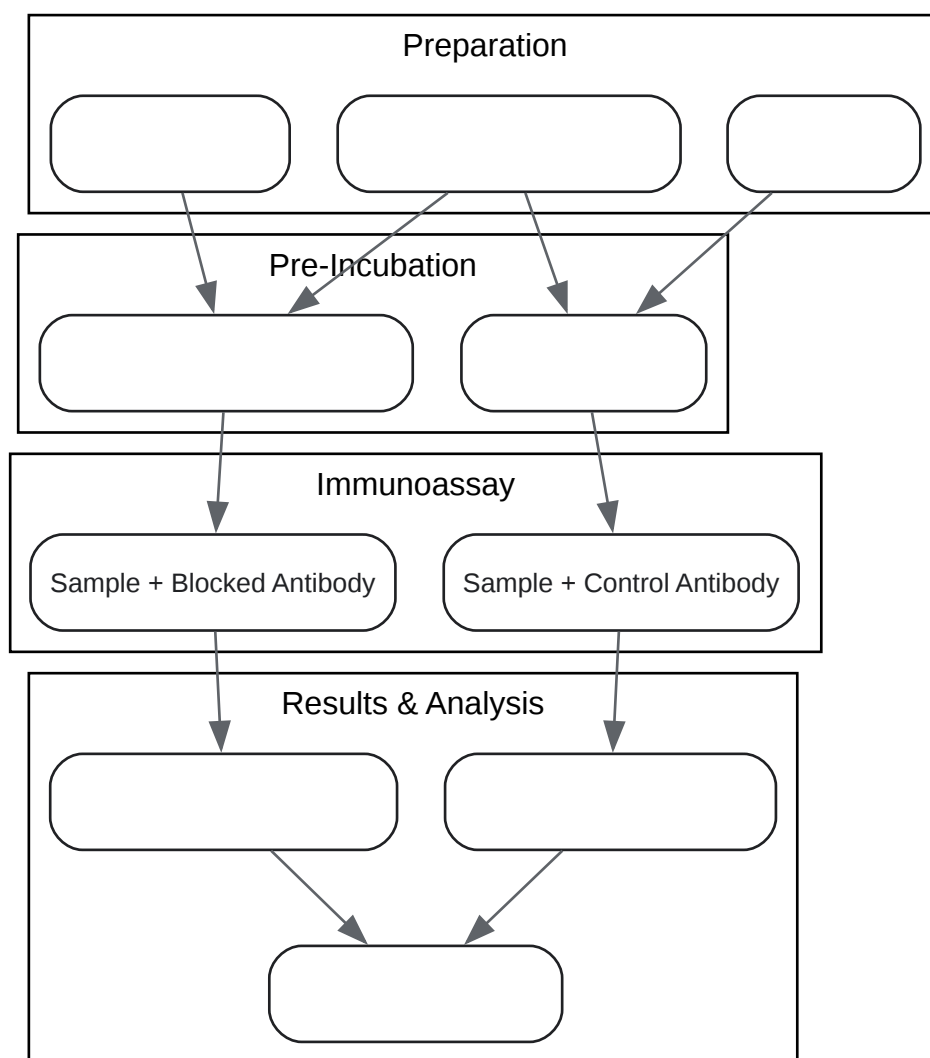 Preparation
Pre-Incubation
Immunoassay
Sample + Blocked Antibody
Sample + Control Antibody
Results & Analysis